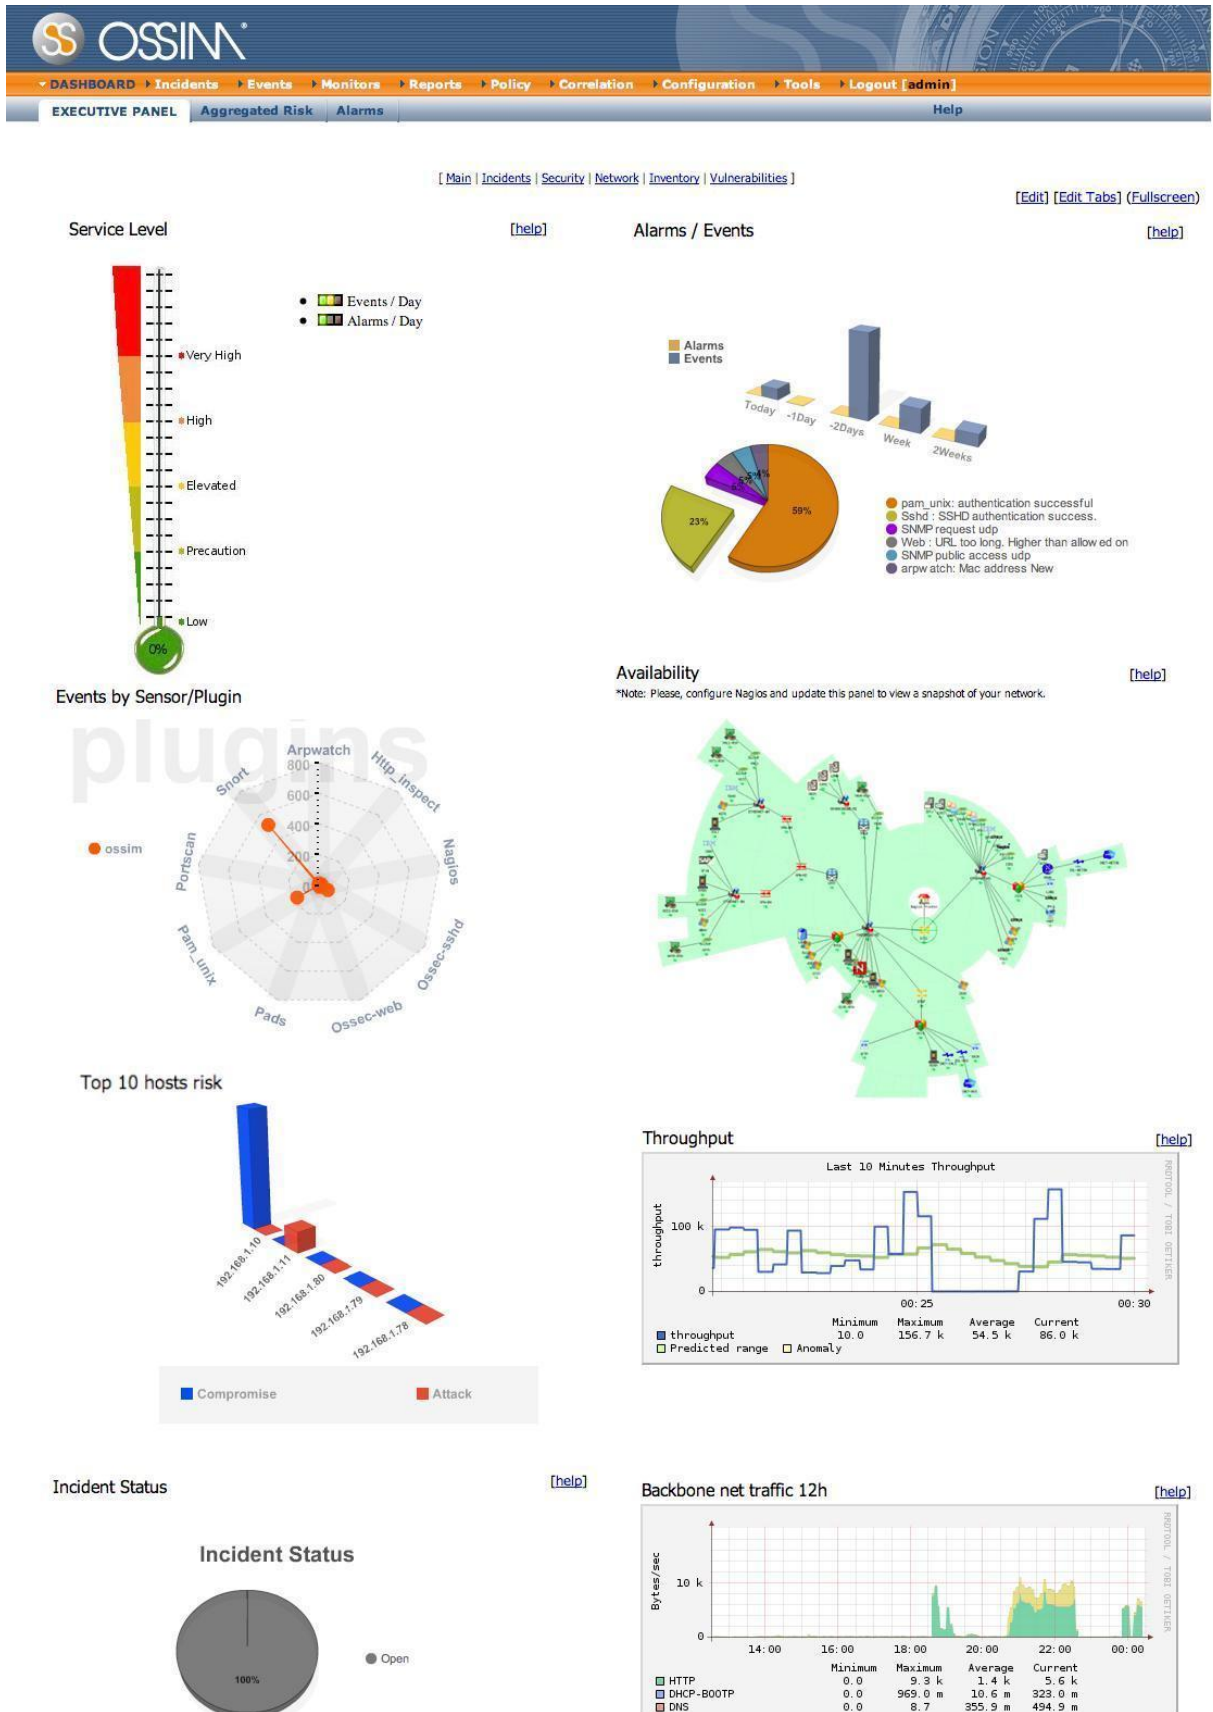 OSSIM
DASHBOARD Incidents Events Monitors Reports Policy Correlation Configuration Tools Logout [admin]
EXECUTIVE PANEL Aggregated Risk Alarms Help
[ Main | Incidents | Security | Network | Inventory | Vulnerabilities ]
[Edit] [Edit Tabs] (Fullscreen)
Service Level [help]
Events / Day
Alarms / Day
Very High
High
Elevated
Precaution
Low
0%
Alarms / Events [help]
Alarms
Events
Today -1Day -2Days Week 2Weeks
59%
23%
5%
4%
pam_unix: authentication successful
Sshd : SSHD authentication success.
SNMP request udp
Web : URL too long. Higher than allowed on
SNMP public access udp
arpwatch: Mac address New
Events by Sensor/Plugin
plugins
Arpwatch
Http_inspect
Nagios
Ossec-sshd
Ossec-web
Pads
Pam_unix
Portscan
Snort
800
600
400
200
0
ossim
Availability [help]
*Note: Please, configure Nagios and update this panel to view a snapshot of your network.
Top 10 hosts risk
192.168.1.10
192.168.1.11
192.168.1.80
192.168.1.79
192.168.1.78
Compromise Attack
Throughput [help]
Last 10 Minutes Throughput
RRDTOOL / TOBI OETIKER
throughput
100 k
0
00:25 00:30
Minimum Maximum Average Current
throughput 10.0 156.7 k 54.5 k 86.0 k
Predicted range Anomaly
Incident Status [help]
Incident Status
100%
Open
Backbone net traffic 12h [help]
RRDTOOL / TOBI OETIKER
Bytes/sec
10 k
0
14:00 16:00 18:00 20:00 22:00 00:00
Minimum Maximum Average Current
HTTP 0.0 9.3 k 1.4 k 5.6 k
DHCP-BOOTP 0.0 969.0 m 10.6 m 323.0 m
DNS 0.0 8.7 355.9 m 494.9 m